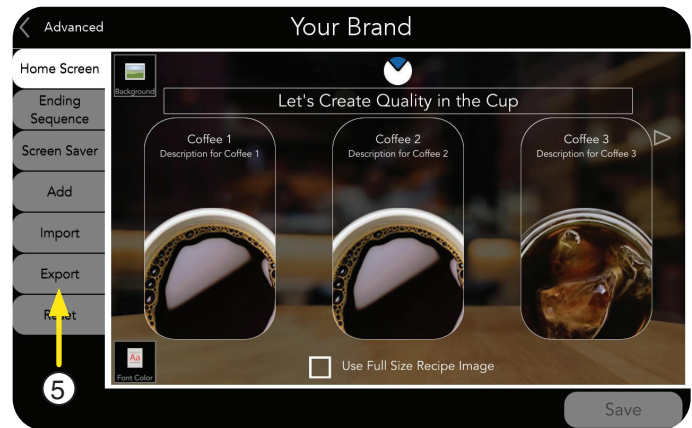 Advanced
Your Brand
Home Screen
Ending
Sequence
Screen Saver
Add
Import
Export
Reset
Background
Let's Create Quality in the Cup
Coffee 1
Description for Coffee 1
Coffee 2
Description for Coffee 2
Coffee 3
Description for Coffee 3
Aa
Font Color
Use Full Size Recipe Image
5
Save